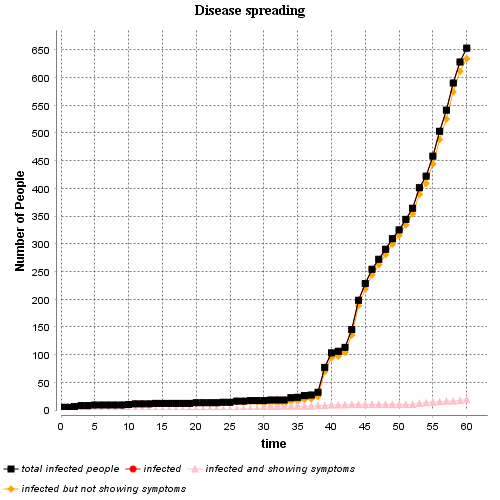 Disease spreading
650
600
550
500
450
400
350
300
250
200
150
100
50
0
Number of People
0 5 10 15 20 25 30 35 40 45 50 55 60
time
total infected people infected infected and showing symptoms
infected but not showing symptoms